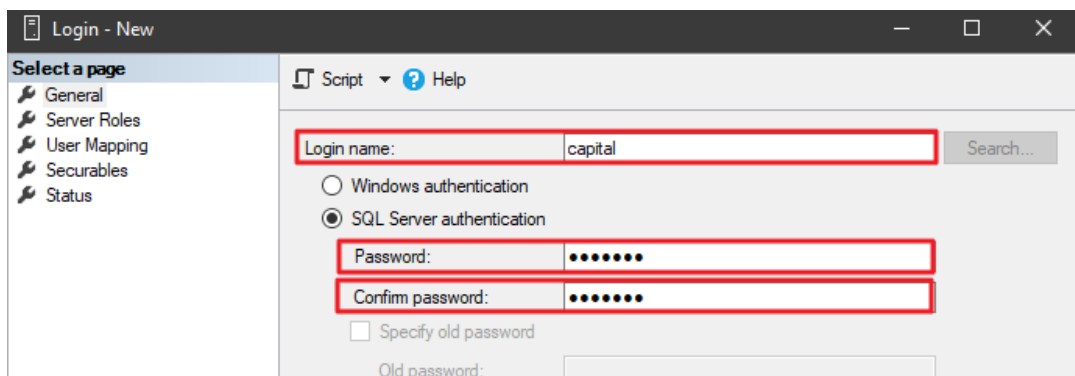 Login - New
Select a page
General
Server Roles
User Mapping
Securables
Status
Script Help
Login name: capital Search...
Windows authentication
SQL Server authentication
Password: •••••••
Confirm password: •••••••
Specify old password
Old password: